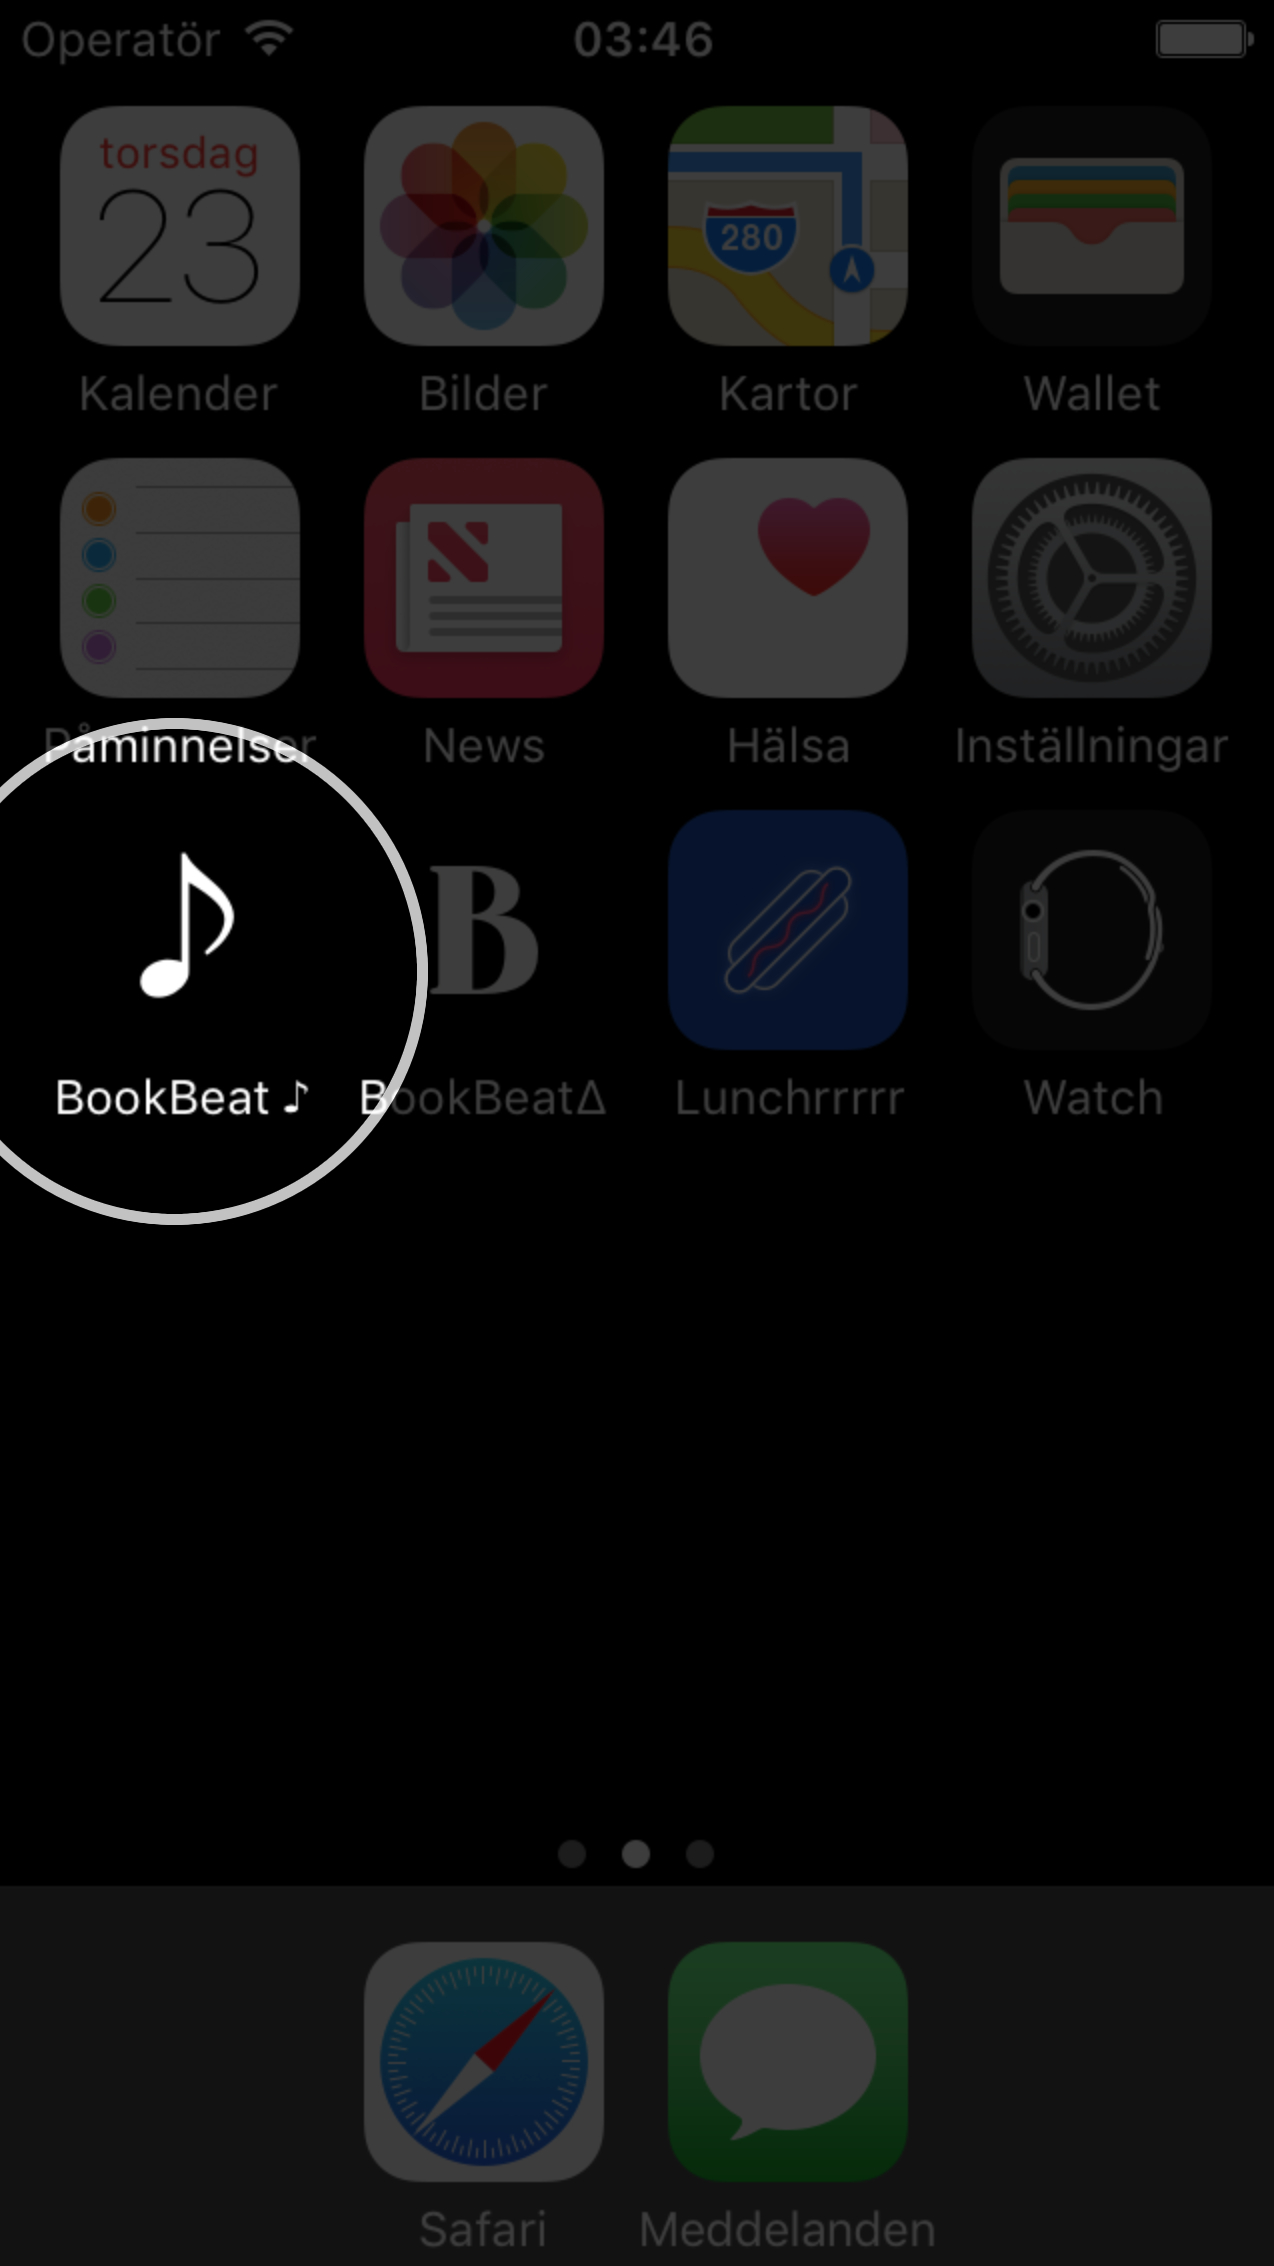 Operatör 03:46
torsdag
23
280
Kalender Bilder Kartor Wallet
Påminnelser News Hälsa Inställningar
B
BookBeat ♪ BookBeat∆ Lunchrrrrr Watch
Safari Meddelanden